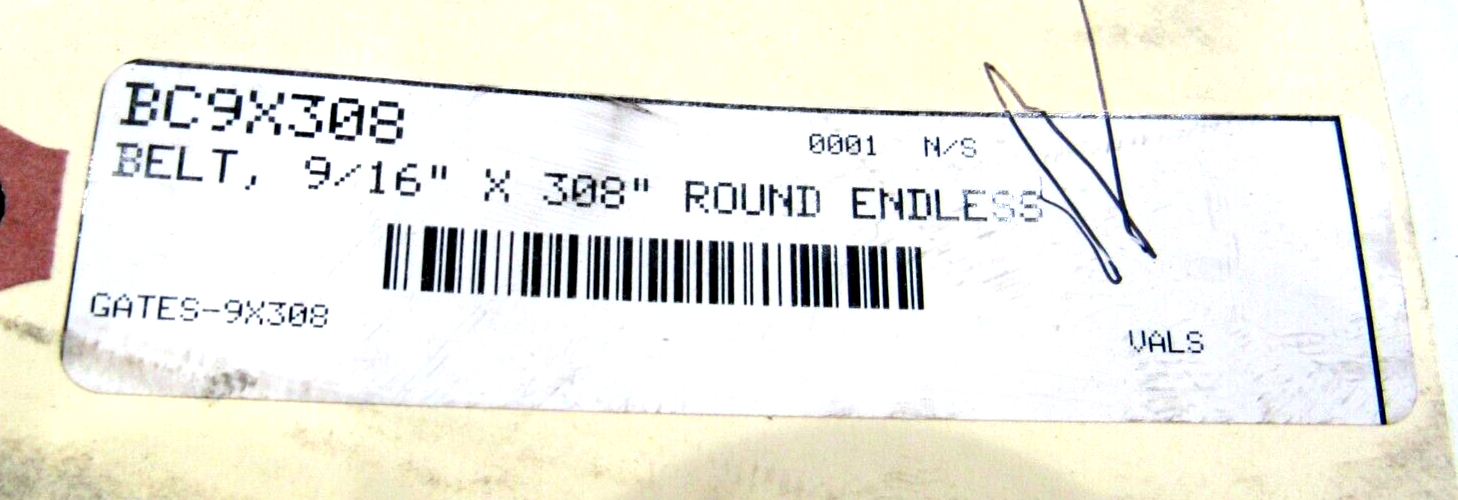 BC9X308
0001 N/S
BELT, 9/16" X 308" ROUND ENDLESS
GATES-9X308
VALS